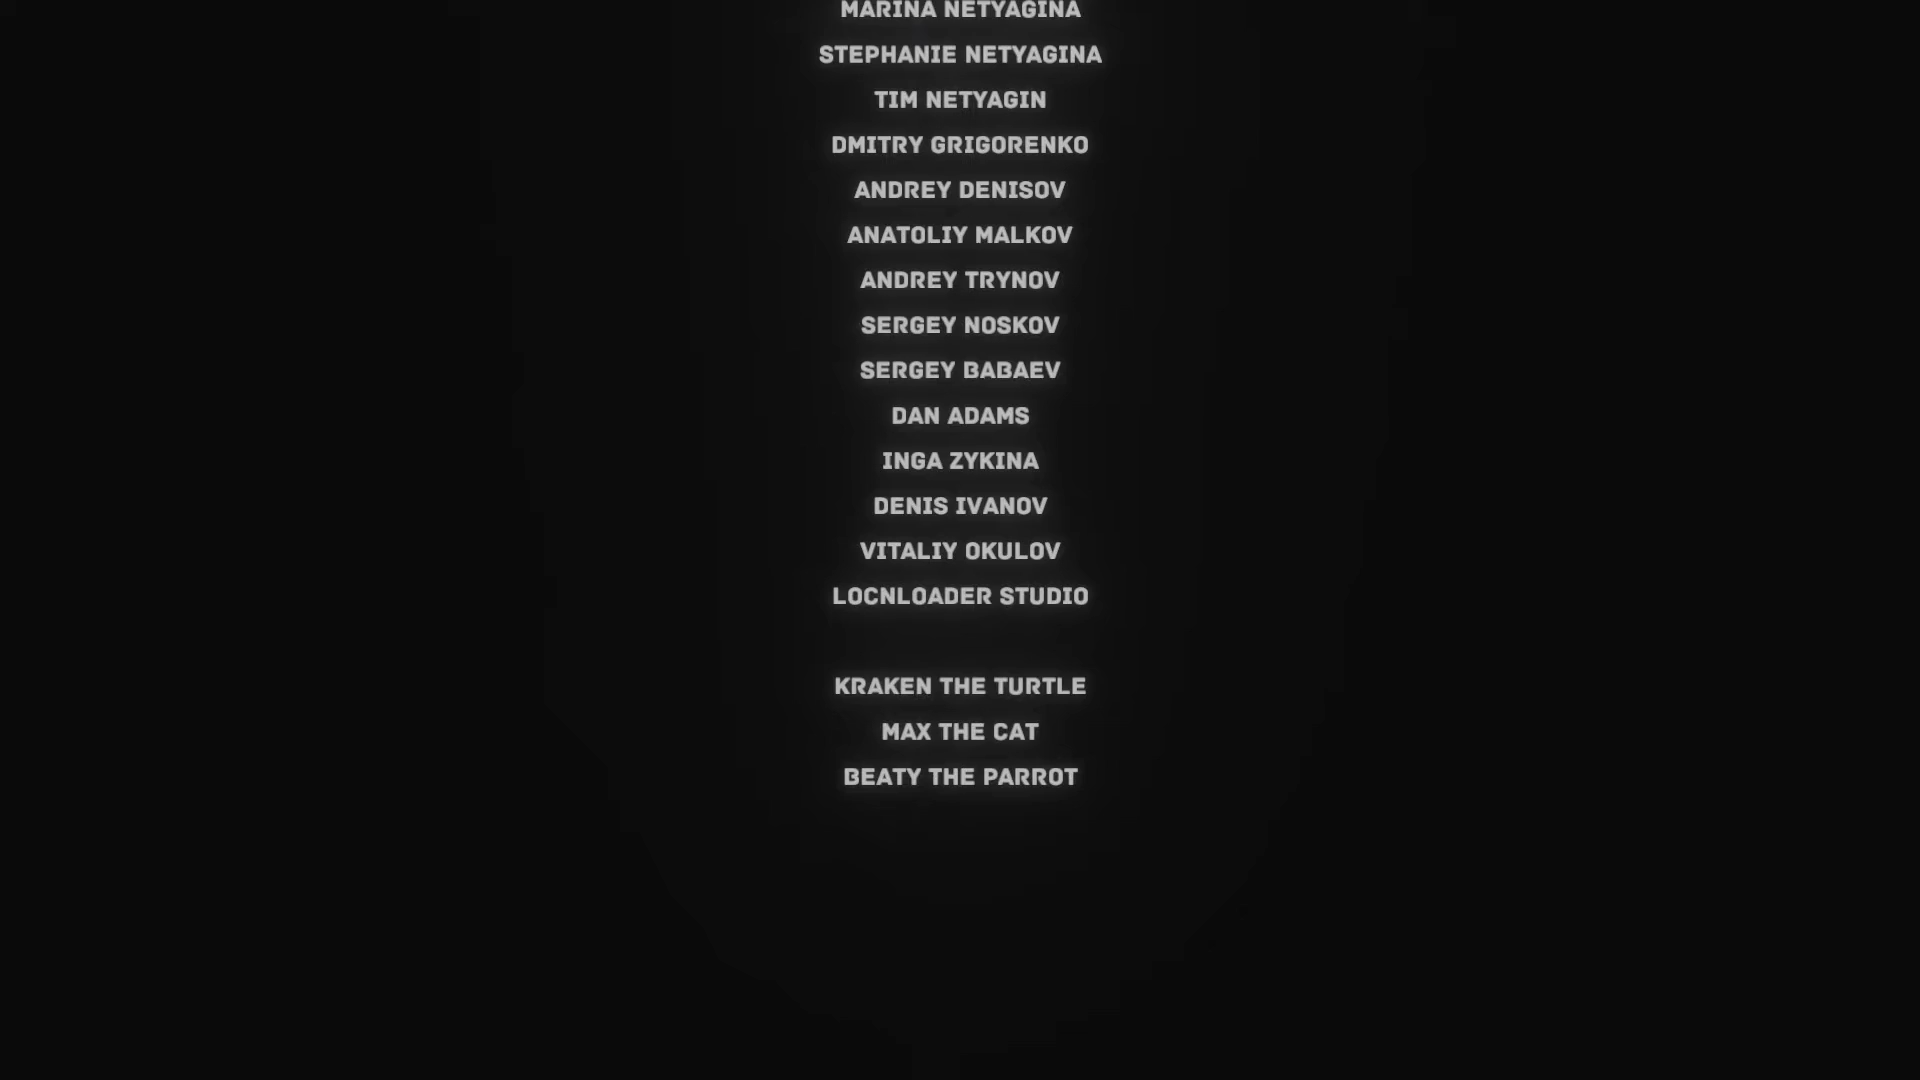 MARINA NETYAGINA
STEPHANIE NETYAGINA
TIM NETYAGIN
DMITRY GRIGORENKO
ANDREY DENISOV
ANATOLIY MALKOV
ANDREY TRYNOV
SERGEY NOSKOV
SERGEY BABAEV
DAN ADAMS
INGA ZYKINA
DENIS IVANOV
VITALIY OKULOV
LOCNLOADER STUDIO
KRAKEN THE TURTLE
MAX THE CAT
BEATY THE PARROT